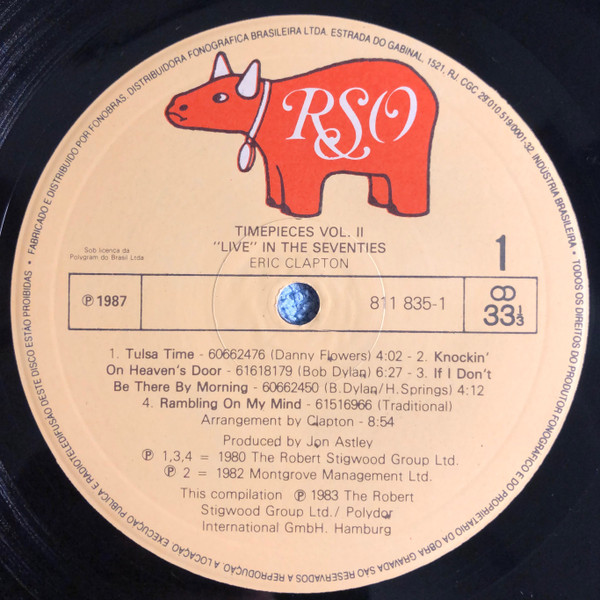 • FABRICADO E DISTRIBUIDO POR FONOBRAS. DISTRIBUIDORA FONOGRÁFICA BRASILEIRA LTDA. ESTRADA DO GABINAL, 1521, RJ. CGC 29.010.519/0001-32. INDÚSTRIA BRASILEIRA •
TODOS OS DIREITOS DO PRODUTOR FONOGRÁFICO E DO PROPRIETÁRIO DA OBRA GRAVADA SÃO RESERVADOS A REPRODUÇÃO, A LOCAÇÃO, EXECUÇÃO PÚBLICA E RADIOTELEDIFUSÃO DESTE DISCO ESTÃO PROIBIDAS
RSO
TIMEPIECES VOL. II
"LIVE" IN THE SEVENTIES
ERIC CLAPTON
Sob licença da
Polygram do Brasil Ltda
1
℗ 1987
811 835-1
33⅓
1. Tulsa Time - 60662476 (Danny Flowers) 4:02 - 2. Knockin'
On Heaven's Door - 61618179 (Bob Dylan) 6:27 - 3. If I Don't
Be There By Morning - 60662450 (B.Dylan/H.Springs) 4:12
4. Rambling On My Mind - 61516966 (Traditional)
Arrangement by Clapton - 8:54
Produced by Jon Astley
℗ 1,3,4 = 1980 The Robert Stigwood Group Ltd.
℗ 2 = 1982 Montgrove Management Ltd.
This compilation ℗ 1983 The Robert
Stigwood Group Ltd./ Polydor
International GmbH. Hamburg